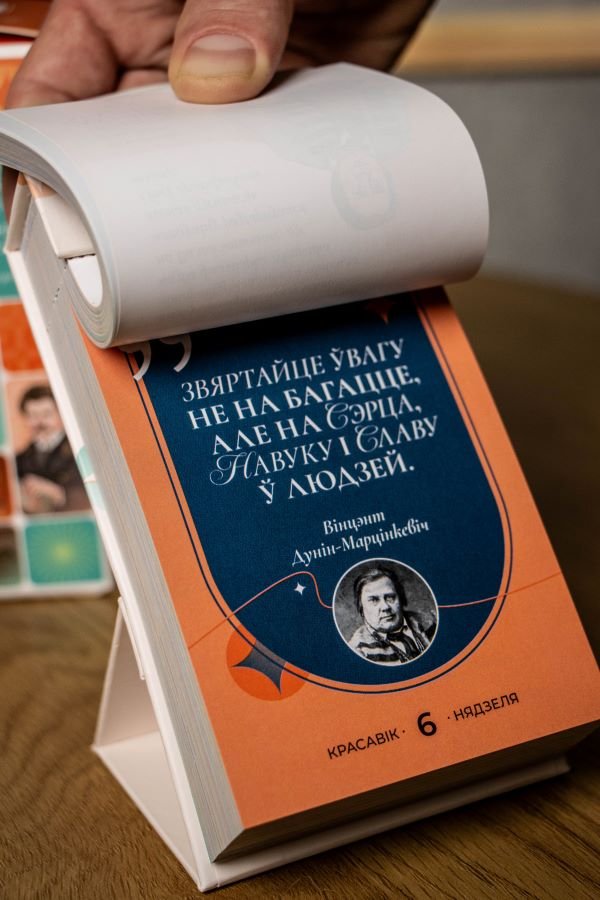 ЗВЯРТАЙЦЕ ЎВАГУ
НЕ НА БАГАЦЦЕ,
АЛЕ НА СЭРЦА,
НАВУКУ І СЛАВУ
Ў ЛЮДЗЕЙ.
Вінцэнт
Дунін-Марцінкевіч
КРАСАВІК · 6 · НЯДЗЕЛЯ